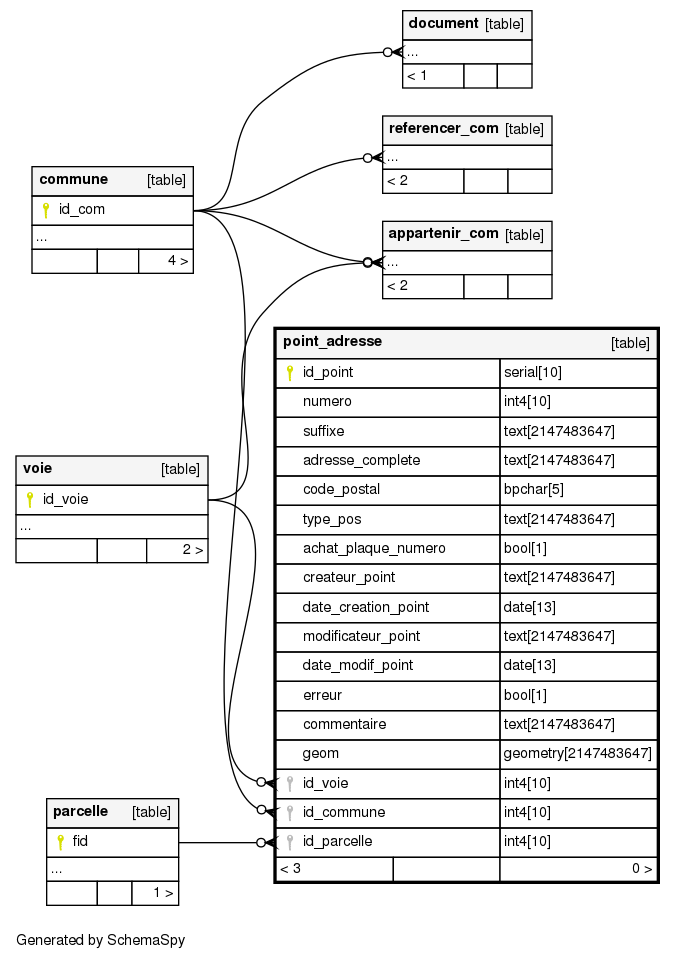 document [table]
...
< 1
referencer_com [table]
...
< 2
commune [table]
id_com
...
4 >
appartenir_com [table]
...
< 2
point_adresse [table]
id_point serial[10]
numero int4[10]
suffixe text[2147483647]
adresse_complete text[2147483647]
code_postal bpchar[5]
type_pos text[2147483647]
achat_plaque_numero bool[1]
createur_point text[2147483647]
date_creation_point date[13]
modificateur_point text[2147483647]
date_modif_point date[13]
erreur bool[1]
commentaire text[2147483647]
geom geometry[2147483647]
id_voie int4[10]
id_commune int4[10]
id_parcelle int4[10]
< 3 0 >
voie [table]
id_voie
...
2 >
parcelle [table]
fid
...
1 >
Generated by SchemaSpy